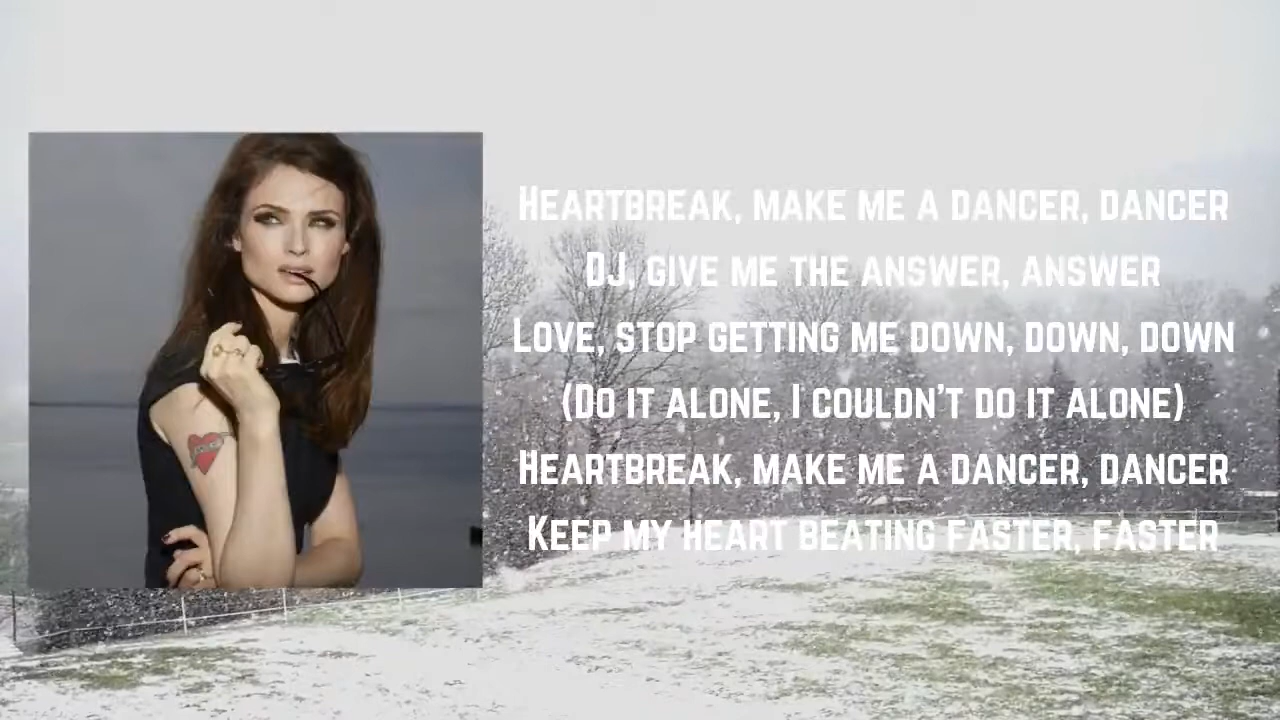 Heartbreak, make me a dancer, dancer
DJ, give me the answer, answer
Love, stop getting me down, down, down
(Do it alone, I couldn't do it alone)
Heartbreak, make me a dancer, dancer
Keep my heart beating faster, faster